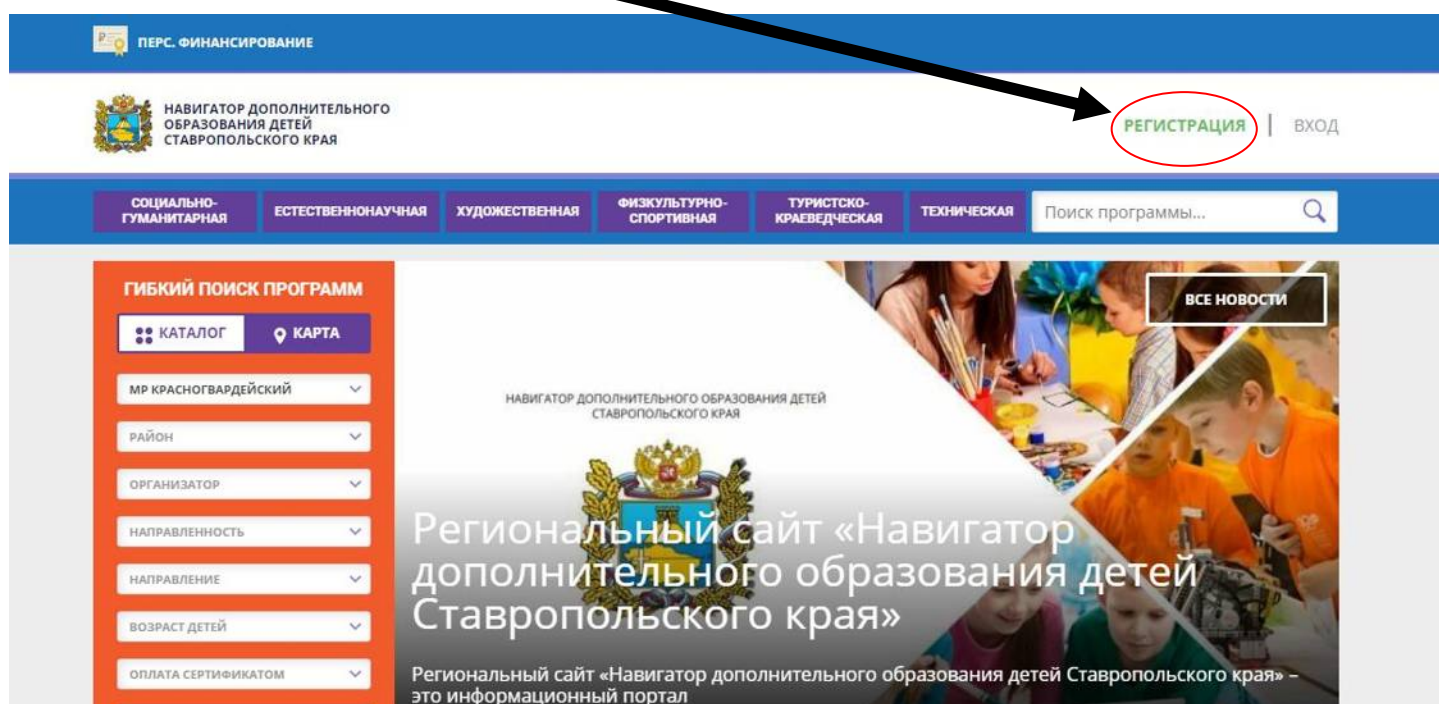 ПЕРС. ФИНАНСИРОВАНИЕ
НАВИГАТОР ДОПОЛНИТЕЛЬНОГО
ОБРАЗОВАНИЯ ДЕТЕЙ
СТАВРОПОЛЬСКОГО КРАЯ
РЕГИСТРАЦИЯ | ВХОД
СОЦИАЛЬНО-
ГУМАНИТАРНАЯ
ЕСТЕСТВЕННОНАУЧНАЯ
ХУДОЖЕСТВЕННАЯ
ФИЗКУЛЬТУРНО-
СПОРТИВНАЯ
ТУРИСТСКО-
КРАЕВЕДЧЕСКАЯ
ТЕХНИЧЕСКАЯ
Поиск программы...
ГИБКИЙ ПОИСК ПРОГРАММ
КАТАЛОГ
КАРТА
МР КРАСНОГВАРДЕЙСКИЙ
РАЙОН
ОРГАНИЗАТОР
НАПРАВЛЕННОСТЬ
НАПРАВЛЕНИЕ
ВОЗРАСТ ДЕТЕЙ
ОПЛАТА СЕРТИФИКАТОМ
ВСЕ НОВОСТИ
НАВИГАТОР ДОПОЛНИТЕЛЬНОГО ОБРАЗОВАНИЯ ДЕТЕЙ
СТАВРОПОЛЬСКОГО КРАЯ
Региональный сайт «Навигатор
дополнительного образования детей
Ставропольского края»
Региональный сайт «Навигатор дополнительного образования детей Ставропольского края» –
это информационный портал